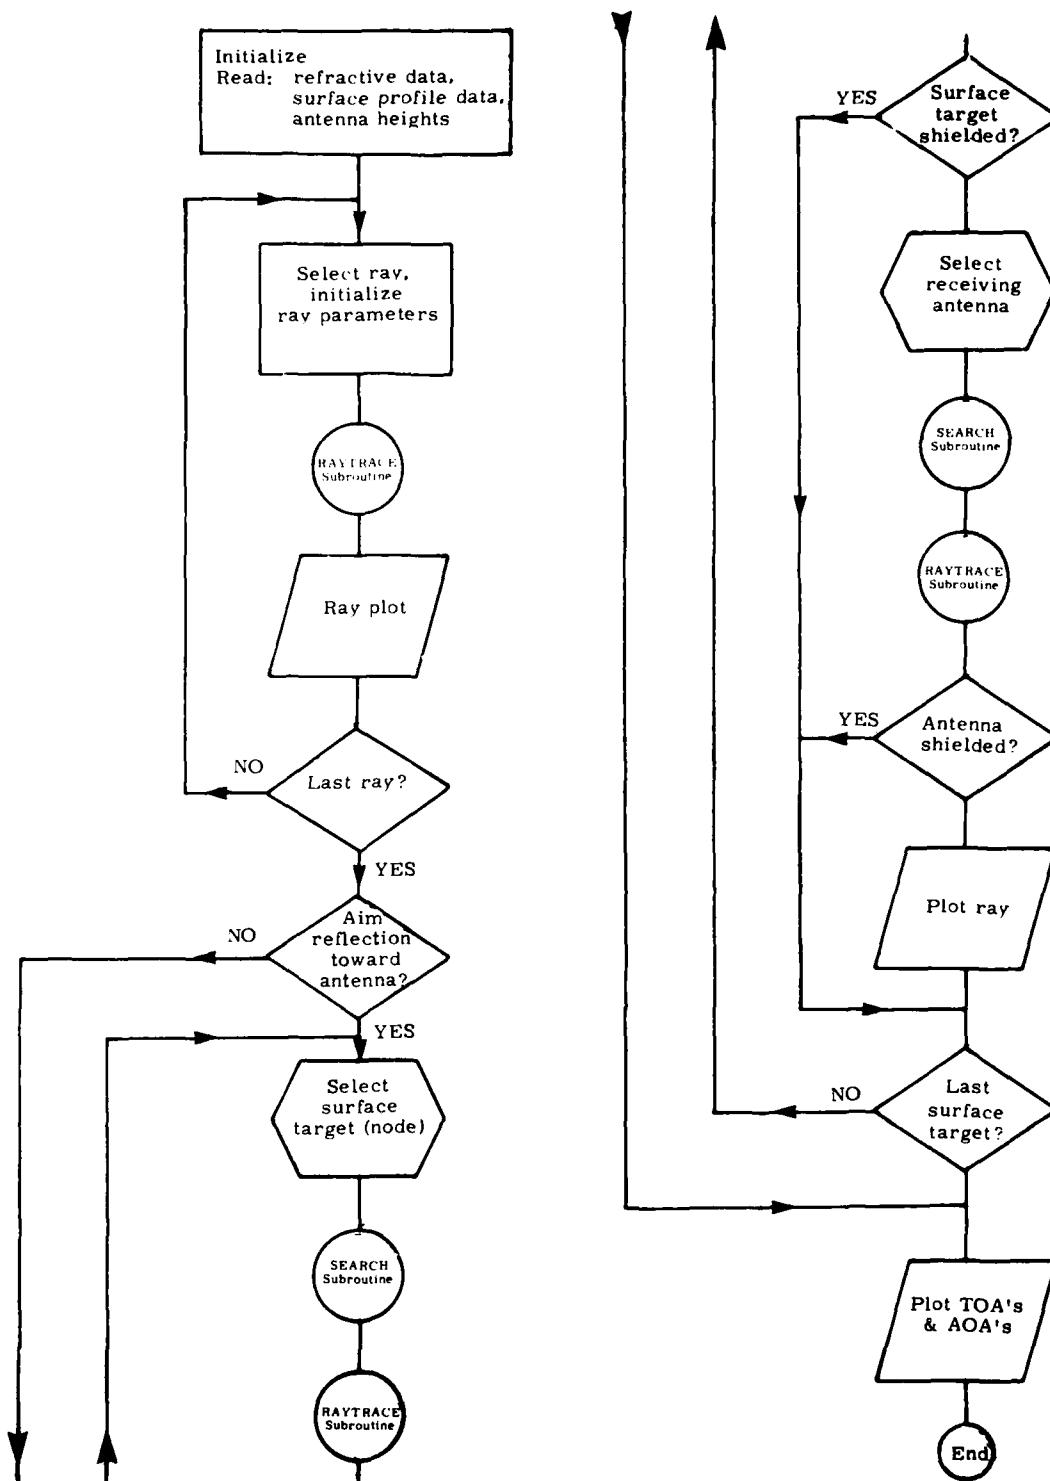 Initialize
Read: refractive data,
surface profile data,
antenna heights
Select ray,
initialize
ray parameters
RAYTRACE
Subroutine
Ray plot
Last ray?
NO
YES
Aim
reflection
toward
antenna?
NO
YES
Select
surface
target (node)
SEARCH
Subroutine
RAYTRACE
Subroutine
Surface
target
shielded?
YES
Select
receiving
antenna
SEARCH
Subroutine
RAYTRACE
Subroutine
Antenna
shielded?
YES
Plot ray
Last
surface
target?
NO
Plot TOA's
& AOA's
End